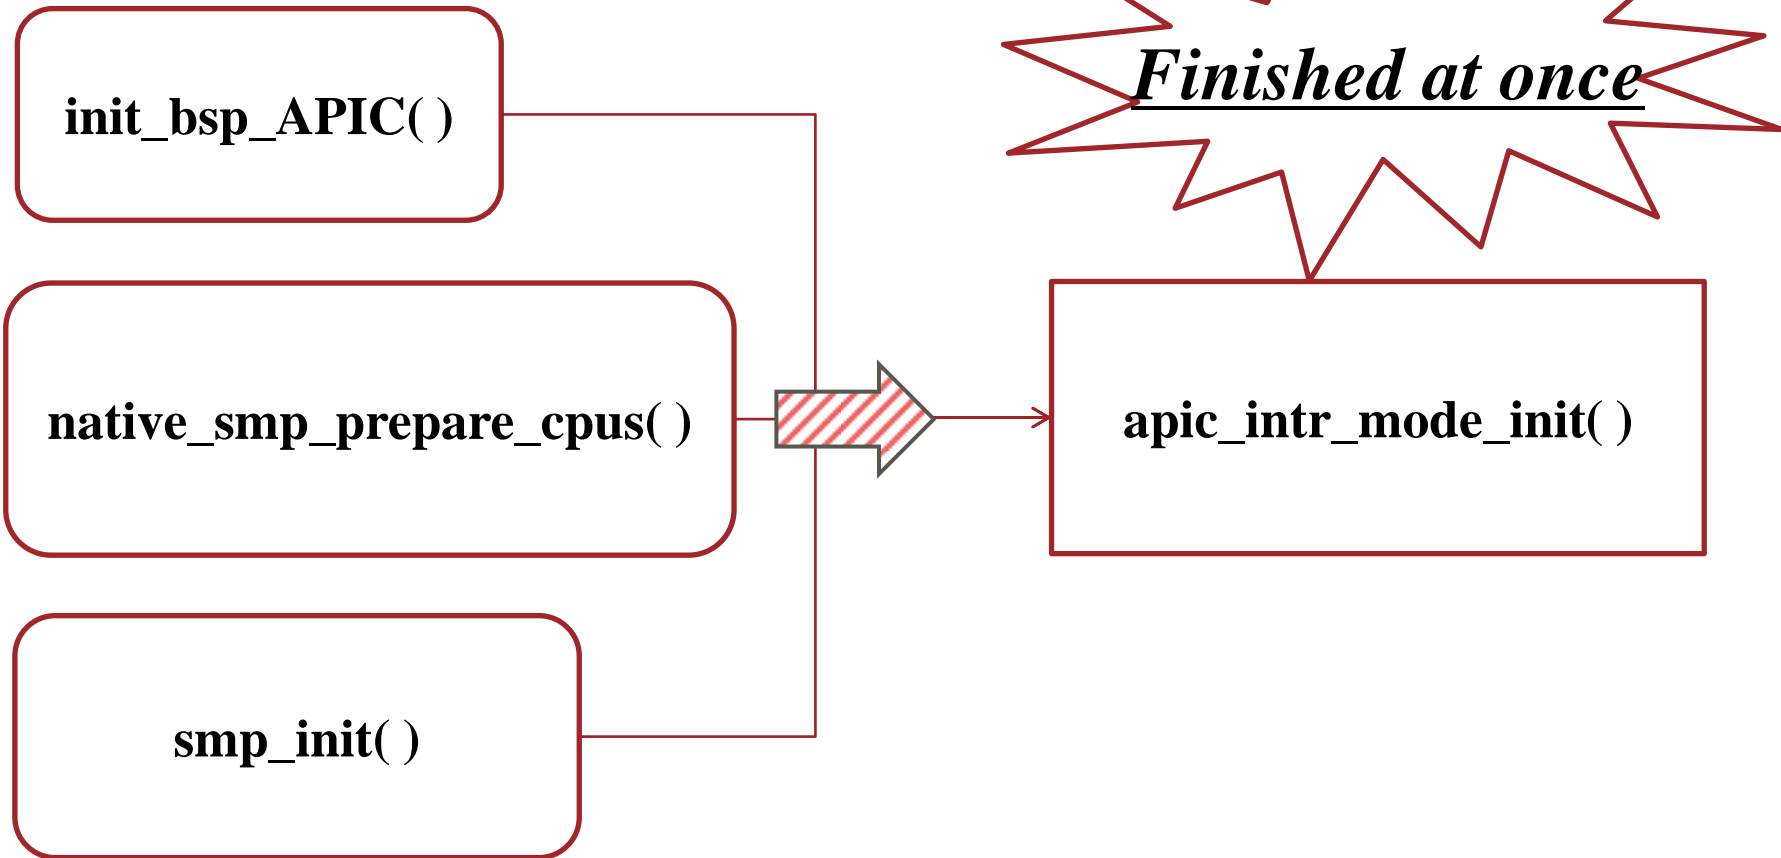 init_bsp_APIC( )
Finished at once
native_smp_prepare_cpus( )
apic_intr_mode_init( )
smp_init( )